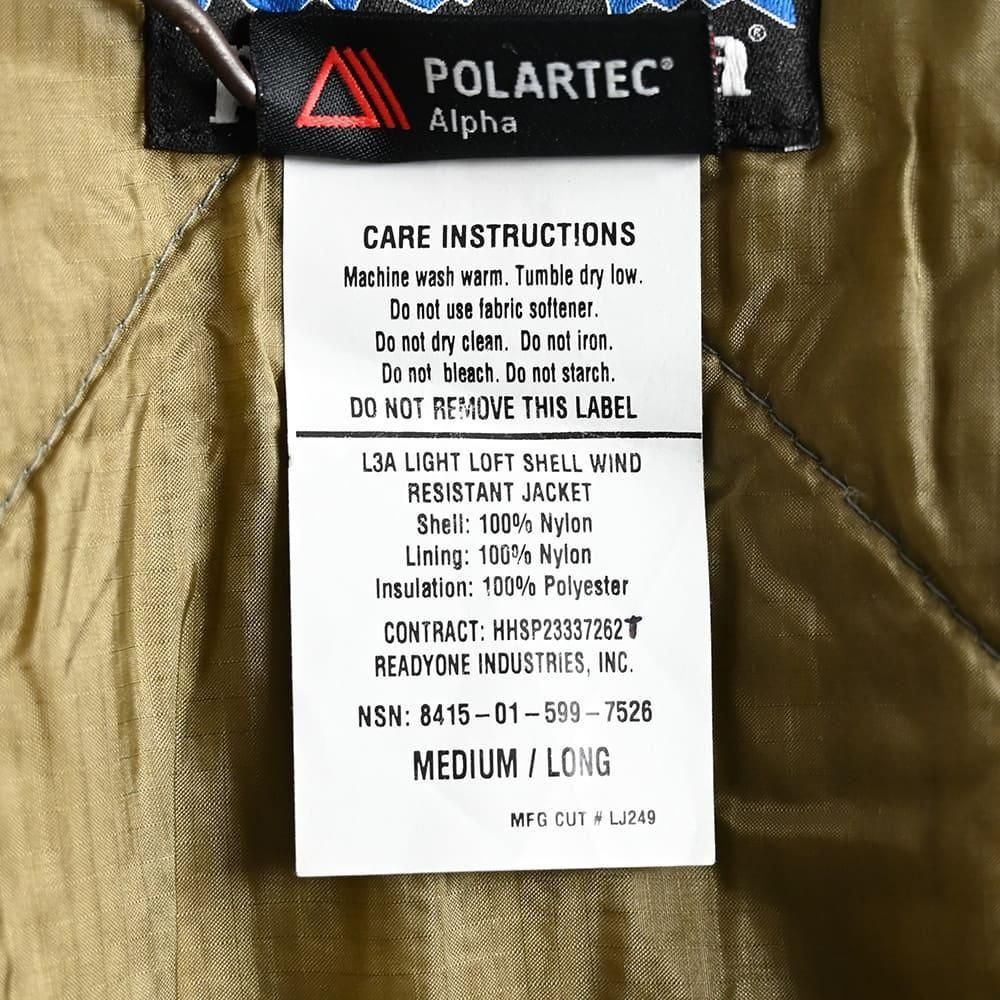 POLARTEC®
Alpha
®
CARE INSTRUCTIONS
Machine wash warm. Tumble dry low.
Do not use fabric softener.
Do not dry clean. Do not iron.
Do not bleach. Do not starch.
DO NOT REMOVE THIS LABEL
L3A LIGHT LOFT SHELL WIND
RESISTANT JACKET
Shell: 100% Nylon
Lining: 100% Nylon
Insulation: 100% Polyester
CONTRACT: HHSP23337262T
READYONE INDUSTRIES, INC.
NSN: 8415-01-599-7526
MEDIUM / LONG
MFG CUT # LJ249